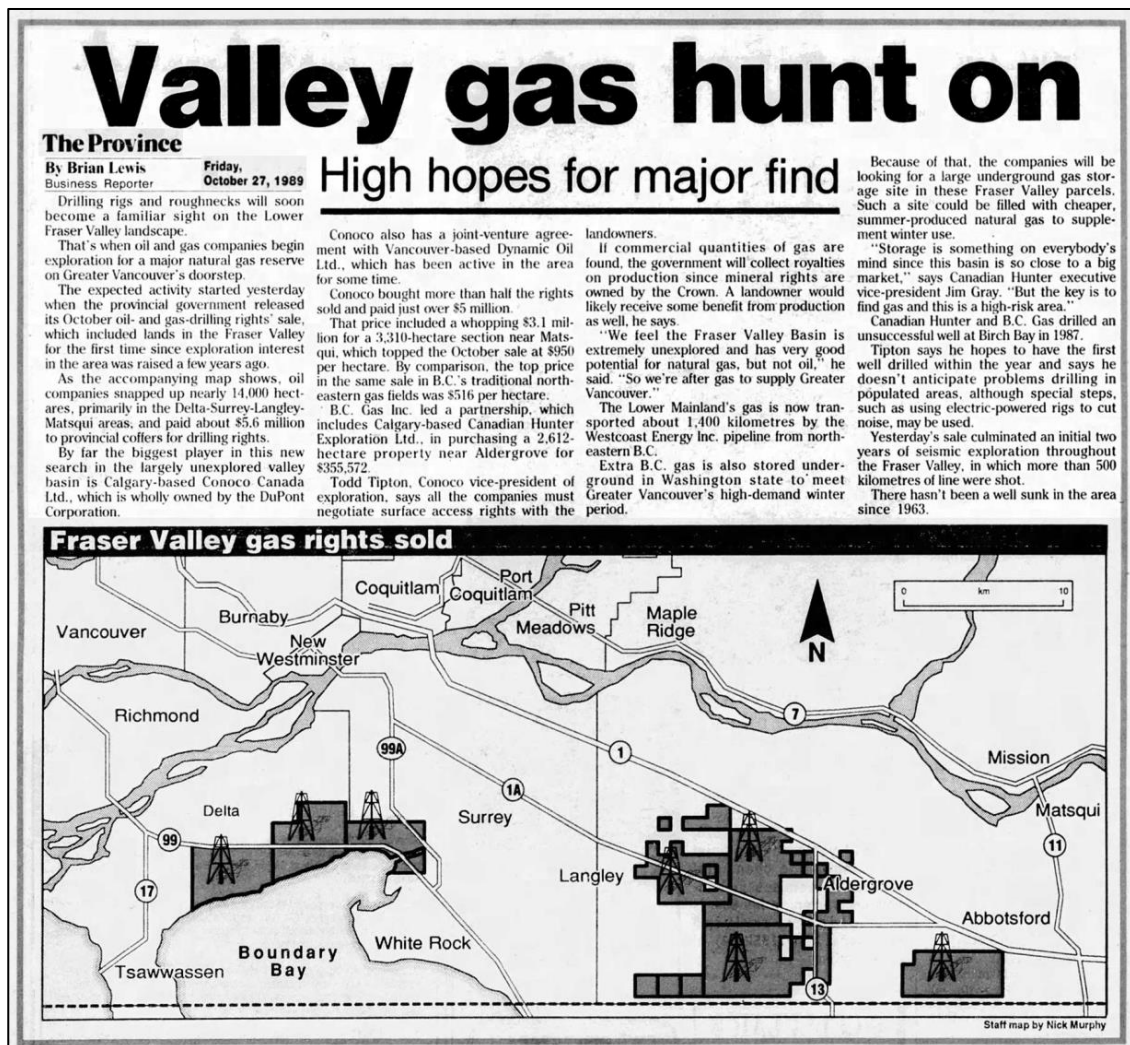 Valley gas hunt on
The Province
By Brian Lewis
Business Reporter
Friday,
October 27, 1989
High hopes for major find
Drilling rigs and roughnecks will soon
become a familiar sight on the Lower
Fraser Valley landscape.
That's when oil and gas companies begin
exploration for a major natural gas reserve
on Greater Vancouver's doorstep.
The expected activity started yesterday
when the provincial government released
its October oil- and gas-drilling rights' sale,
which included lands in the Fraser Valley
for the first time since exploration interest
in the area was raised a few years ago.
As the accompanying map shows, oil
companies snapped up nearly 14,000 hect-
ares, primarily in the Delta-Surrey-Langley-
Matsqui areas, and paid about $5.6 million
to provincial coffers for drilling rights.
By far the biggest player in this new
search in the largely unexplored valley
basin is Calgary-based Conoco Canada
Ltd., which is wholly owned by the DuPont
Corporation.
Conoco also has a joint-venture agree-
ment with Vancouver-based Dynamic Oil
Ltd., which has been active in the area
for some time.
Conoco bought more than half the rights
sold and paid just over $5 million.
That price included a whopping $3.1 mil-
lion for a 3,310-hectare section near Mats-
qui, which topped the October sale at $950
per hectare. By comparison, the top price
in the same sale in B.C.'s traditional north-
eastern gas fields was $516 per hectare.
B.C. Gas Inc. led a partnership, which
includes Calgary-based Canadian Hunter
Exploration Ltd., in purchasing a 2,612-
hectare property near Aldergrove for
$355,572.
Todd Tipton, Conoco vice-president of
exploration, says all the companies must
negotiate surface access rights with the
landowners.
If commercial quantities of gas are
found, the government will collect royalties
on production since mineral rights are
owned by the Crown. A landowner would
likely receive some benefit from production
as well, he says.
"We feel the Fraser Valley Basin is
extremely unexplored and has very good
potential for natural gas, but not oil," he
said. "So we're after gas to supply Greater
Vancouver."
The Lower Mainland's gas is now tran-
sported about 1,400 kilometres by the
Westcoast Energy Inc. pipeline from north-
eastern B.C.
Extra B.C. gas is also stored under-
ground in Washington state to meet
Greater Vancouver's high-demand winter
period.
Because of that, the companies will be
looking for a large underground gas stor-
age site in these Fraser Valley parcels.
Such a site could be filled with cheaper,
summer-produced natural gas to supple-
ment winter use.
"Storage is something on everybody's
mind since this basin is so close to a big
market," says Canadian Hunter executive
vice-president Jim Gray. "But the key is to
find gas and this is a high-risk area."
Canadian Hunter and B.C. Gas drilled an
unsuccessful well at Birch Bay in 1987.
Tipton says he hopes to have the first
well drilled within the year and says he
doesn't anticipate problems drilling in
populated areas, although special steps,
such as using electric-powered rigs to cut
noise, may be used.
Yesterday's sale culminated an initial two
years of seismic exploration throughout
the Fraser Valley, in which more than 500
kilometres of line were shot.
There hasn't been a well sunk in the area
since 1963.
Fraser Valley gas rights sold
Vancouver
Burnaby
New
Westminster
Coquitlam
Port
Coquitlam
Pitt
Meadows
Maple
Ridge
N
0 km 10
Richmond
99A
1
7
Mission
Matsqui
1A
Delta
Surrey
99
11
17
Langley
Aldergrove
Abbotsford
Tsawwassen
Boundary
Bay
White Rock
13
Staff map by Nick Murphy